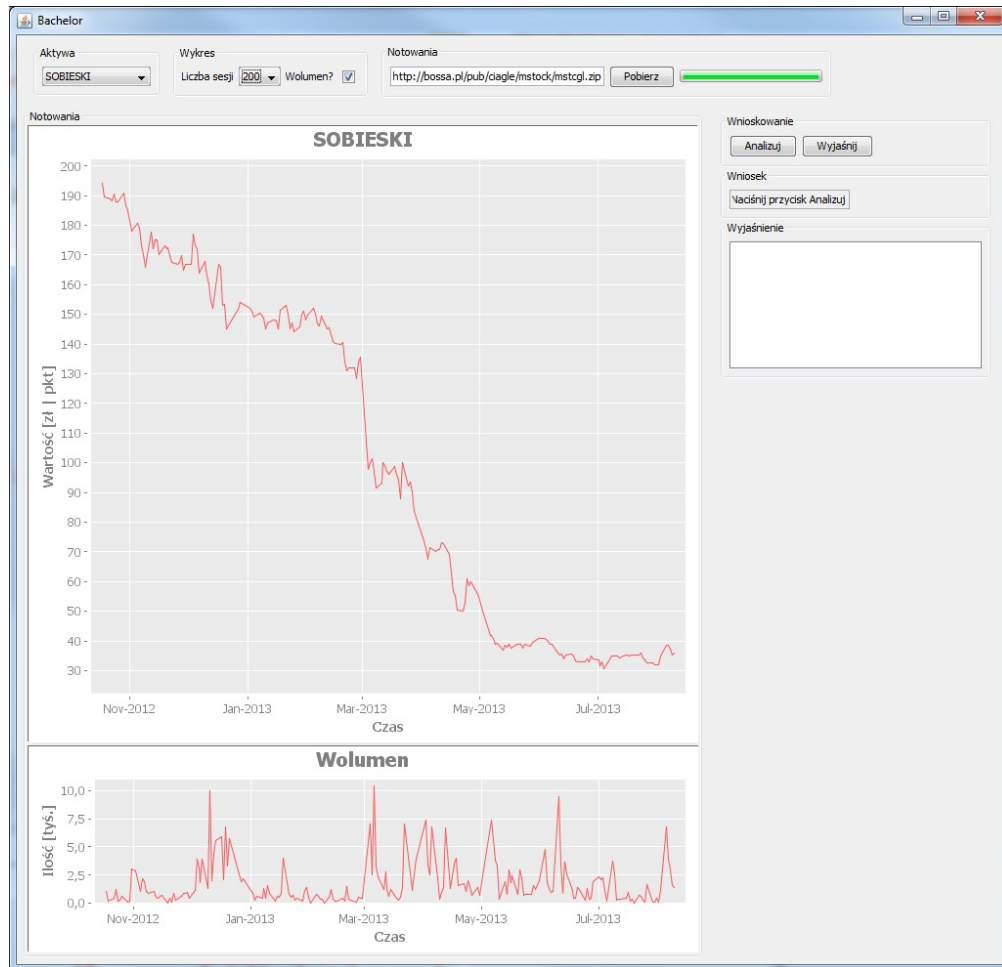 Bachelor
Aktywa
SOBIESKI
Wykres
Liczba sesji 200 Wolumen?
Notowania
http://bossa.pl/pub/ciagle/mstock/mstcgl.zip Pobierz
Notowania
SOBIESKI
200
190
180
170
160
150
140
130
120
110
100
90
80
70
60
50
40
30
Wartość [zł | pkt]
Nov-2012 Jan-2013 Mar-2013 May-2013 Jul-2013
Czas
Wolumen
10,0
7,5
5,0
2,5
0,0
Ilość [tyś.]
Nov-2012 Jan-2013 Mar-2013 May-2013 Jul-2013
Czas
Wnioskowanie
Analizuj Wyjaśnij
Wniosek
Naciśnij przycisk Analizuj
Wyjaśnienie